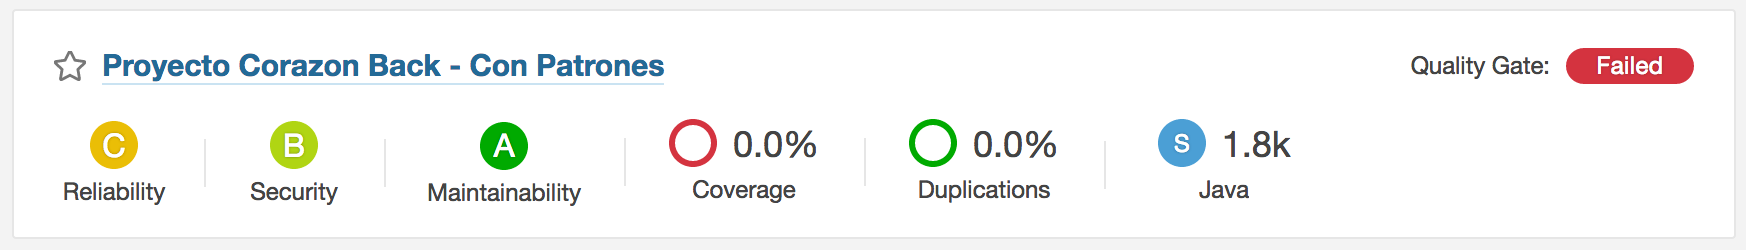 Proyecto Corazon Back - Con Patrones
Quality Gate: Failed
C B A 0.0% 0.0% S 1.8k
Reliability Security Maintainability Coverage Duplications Java